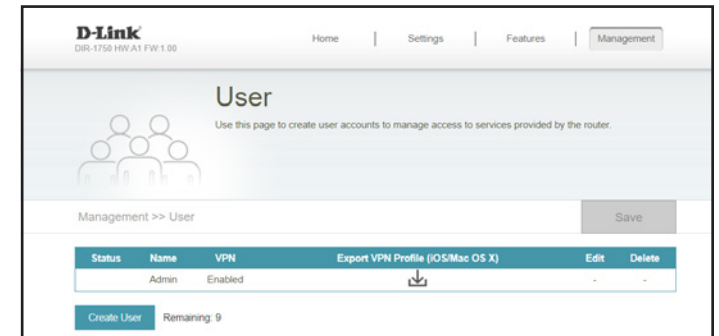 D-Link
DIR-1750 HW:A1 FW:1.00
Home | Settings | Features | Management
User
Use this page to create user accounts to manage access to services provided by the router.
Management >> User
Save
Status Name VPN Export VPN Profile (iOS/Mac OS X) Edit Delete
Admin Enabled - -
Create User Remaining: 9